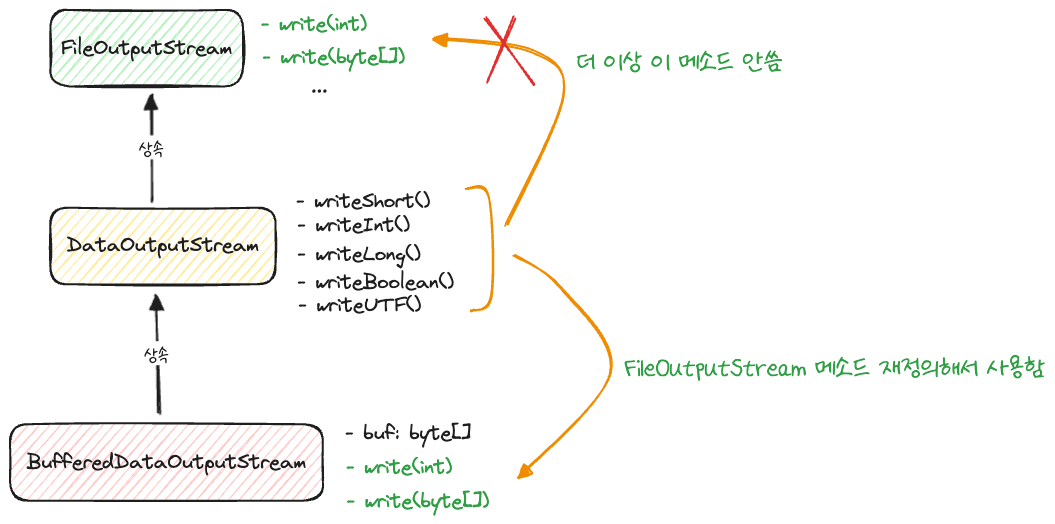 FileOutputStream
- write(int)
- write(byte[])
...
더 이상 이 메소드 안씀
상속
DataOutputStream
- writeShort()
- writeInt()
- writeLong()
- writeBoolean()
- writeUTF()
상속
FileOutputStream 메소드 재정의해서 사용함
BufferedDataOutputStream
- buf: byte[]
- write(int)
- write(byte[])